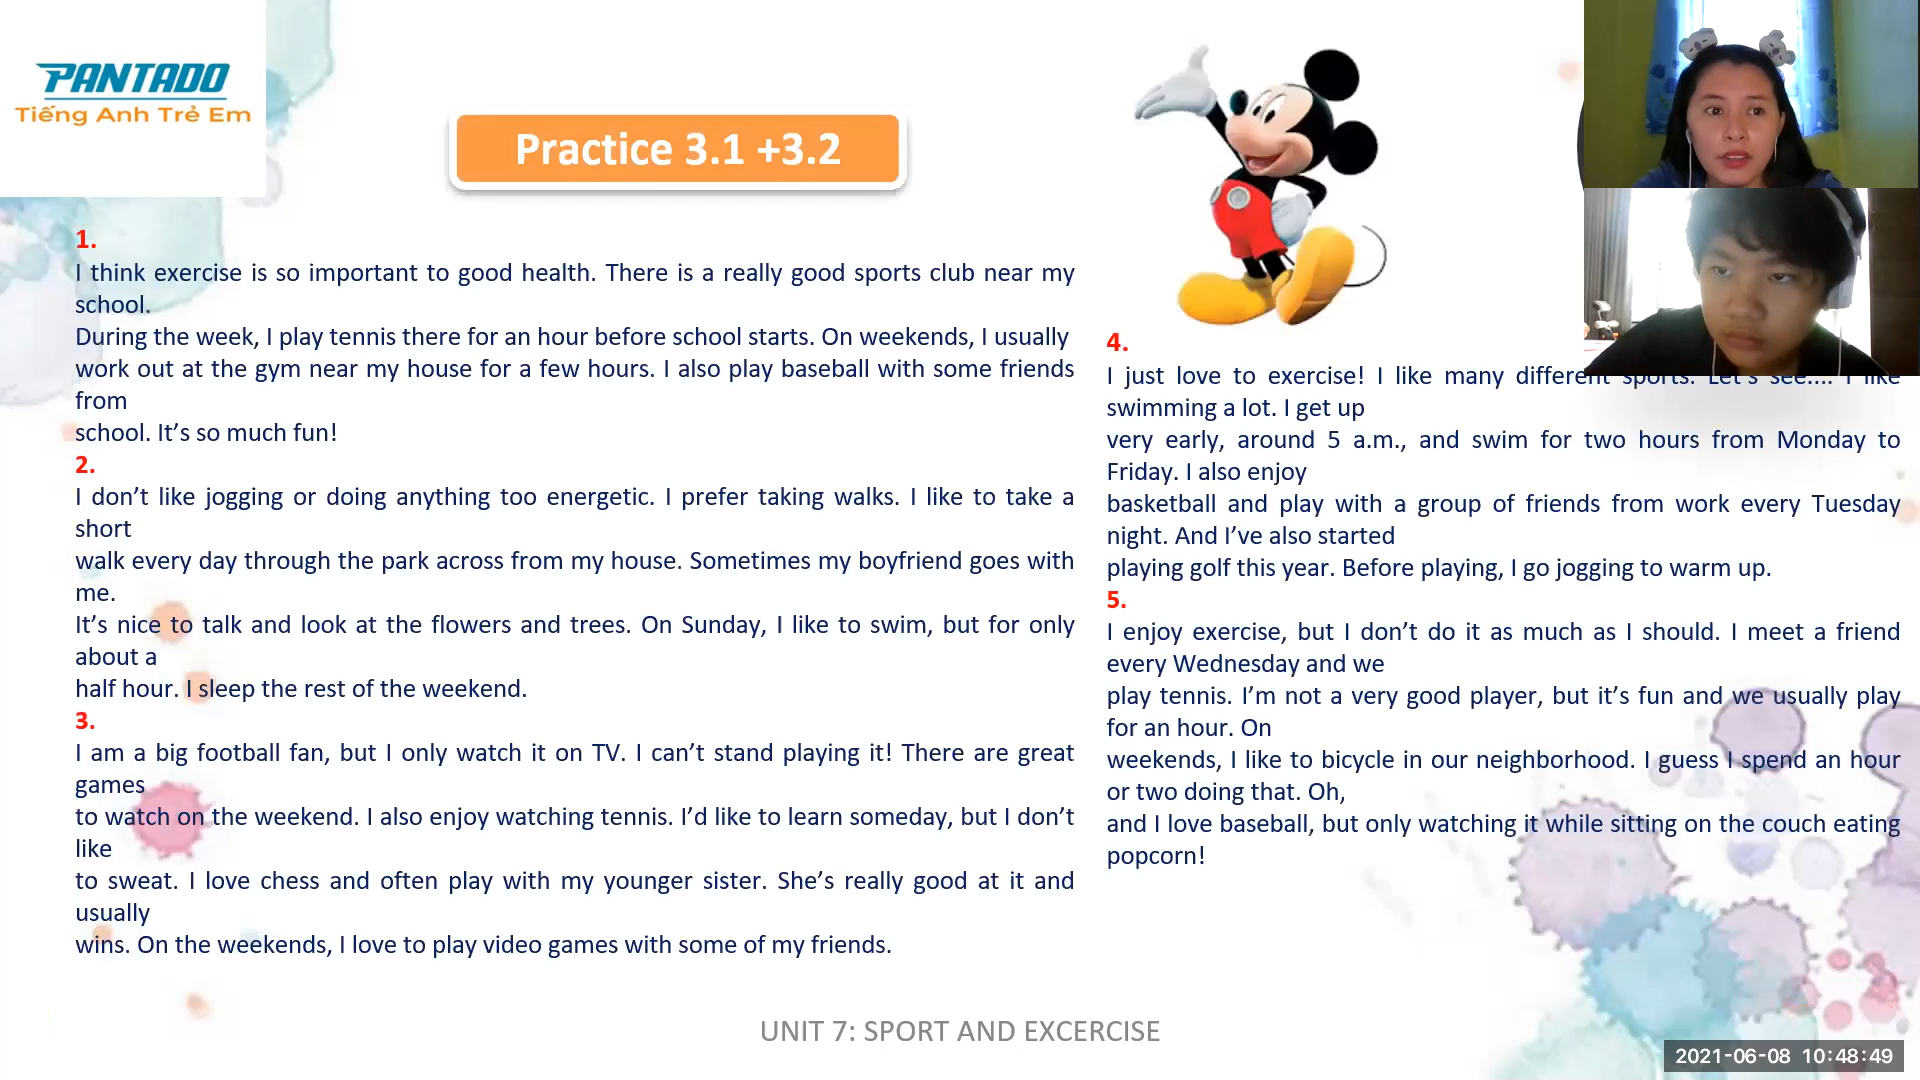 PANTADO
Tiếng Anh Trẻ Em
Practice 3.1 +3.2
1.
I think exercise is so important to good health. There is a really good sports club near my
school.
During the week, I play tennis there for an hour before school starts. On weekends, I usually
work out at the gym near my house for a few hours. I also play baseball with some friends
from
school. It’s so much fun!
2.
I don’t like jogging or doing anything too energetic. I prefer taking walks. I like to take a
short
walk every day through the park across from my house. Sometimes my boyfriend goes with
me.
It’s nice to talk and look at the flowers and trees. On Sunday, I like to swim, but for only
about a
half hour. I sleep the rest of the weekend.
3.
I am a big football fan, but I only watch it on TV. I can’t stand playing it! There are great
games
to watch on the weekend. I also enjoy watching tennis. I’d like to learn someday, but I don’t
like
to sweat. I love chess and often play with my younger sister. She’s really good at it and
usually
wins. On the weekends, I love to play video games with some of my friends.
4.
I just love to exercise! I like many different sports. Let’s see.... I like
swimming a lot. I get up
very early, around 5 a.m., and swim for two hours from Monday to
Friday. I also enjoy
basketball and play with a group of friends from work every Tuesday
night. And I’ve also started
playing golf this year. Before playing, I go jogging to warm up.
5.
I enjoy exercise, but I don’t do it as much as I should. I meet a friend
every Wednesday and we
play tennis. I’m not a very good player, but it’s fun and we usually play
for an hour. On
weekends, I like to bicycle in our neighborhood. I guess I spend an hour
or two doing that. Oh,
and I love baseball, but only watching it while sitting on the couch eating
popcorn!
UNIT 7: SPORT AND EXCERCISE
2021-06-08 10:48:49